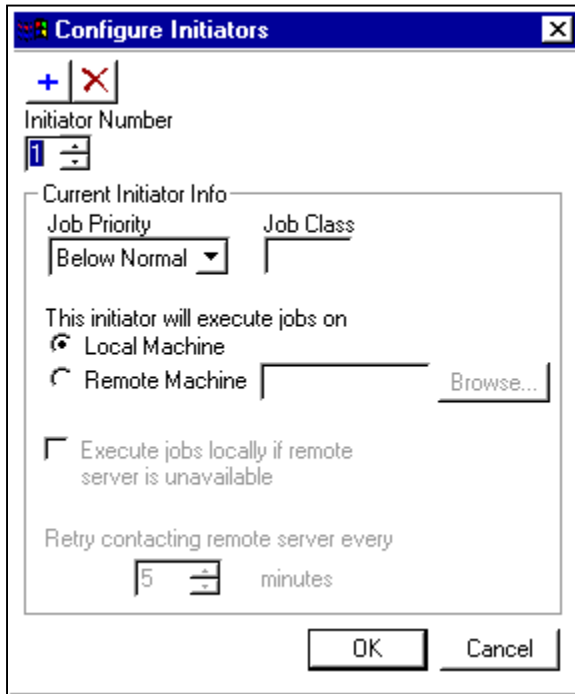 Configure Initiators
Initiator Number
1
Current Initiator Info
Job Priority Job Class
Below Normal
This initiator will execute jobs on
Local Machine
Remote Machine Browse...
Execute jobs locally if remote
server is unavailable
Retry contacting remote server every
5 minutes
OK Cancel